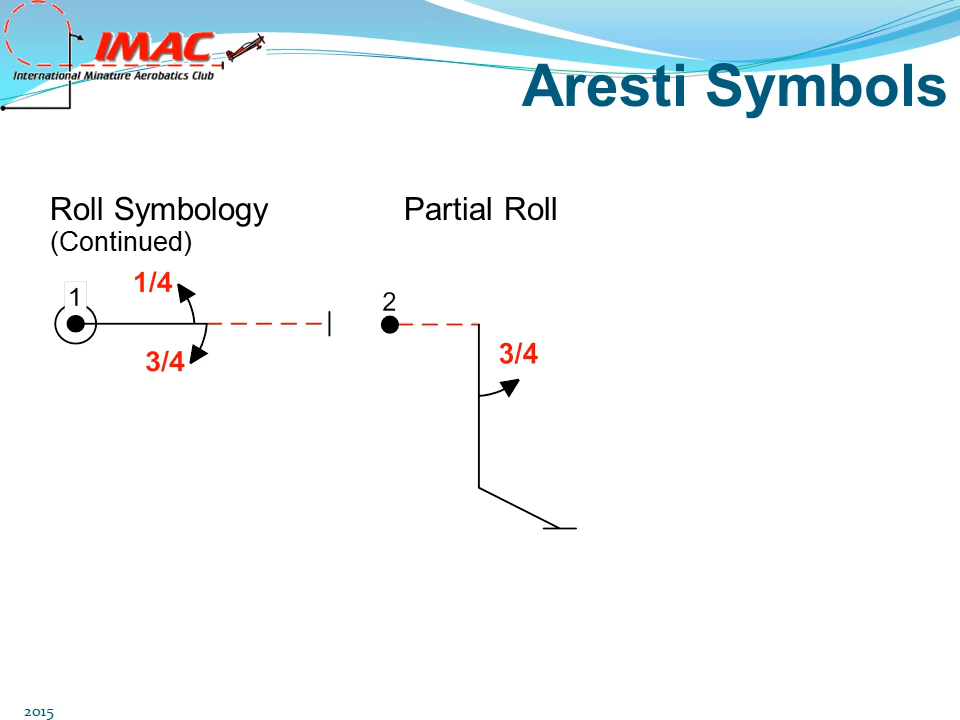 IMAC
International Minature Aerobatics Club
Aresti Symbols
Roll Symbology
(Continued)
Partial Roll
1/4
1
3/4
2
3/4
2015